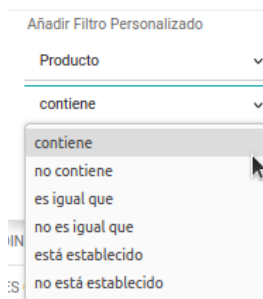 Añadir Filtro Personalizado
Producto
contiene
contiene
no contiene
es igual que
no es igual que
está establecido
no está establecido